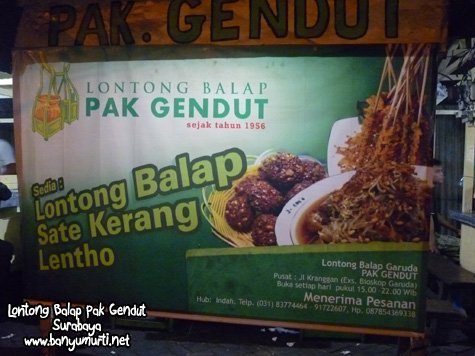 PAK. GENDUT
LONTONG BALAP
PAK GENDUT
sejak tahun 1956
Sedia :
Lontong Balap
Sate Kerang
Lentho
Lontong Balap Garuda
PAK GENDUT
Pusat : Jl Kranggan (Exs. Bioskop Garuda)
Buka setiap hari pukul 15.00 -22.00 Wib
Menerima Pesanan
Hub: Indah, Telp. (031) 83774464 - 91722607, Hp. 087854369338
Lontong Balap Pak Gendut
Surabaya
www.banyumurti.net